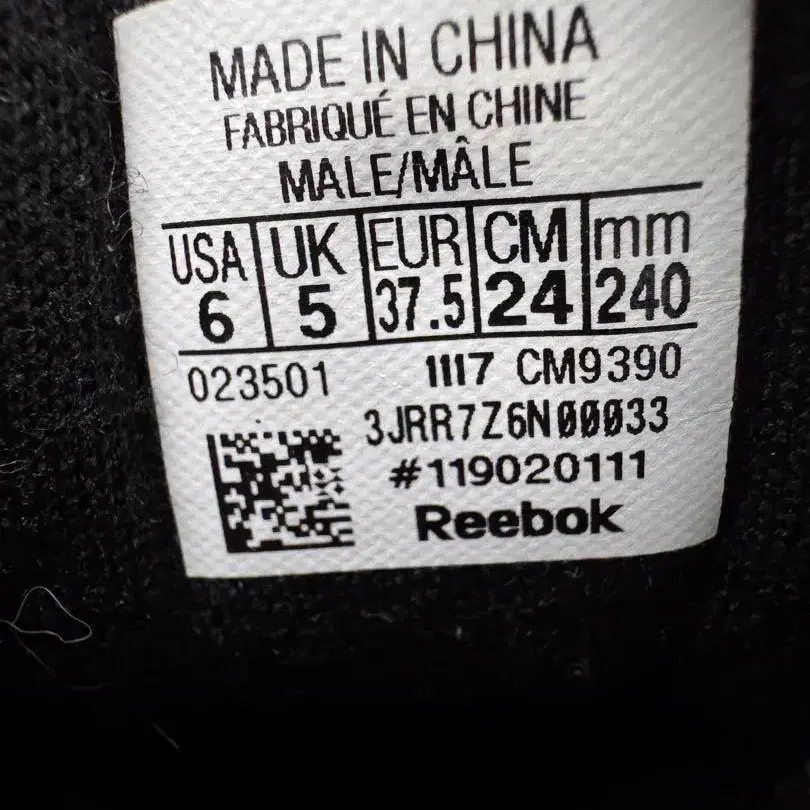 MADE IN CHINA
FABRIQUÉ EN CHINE
MALE/MÂLE
USA UK EUR CM mm
6 5 37.5 24 240
023501 1117 CM9390
3JRR7Z6N00033
#119020111
Reebok